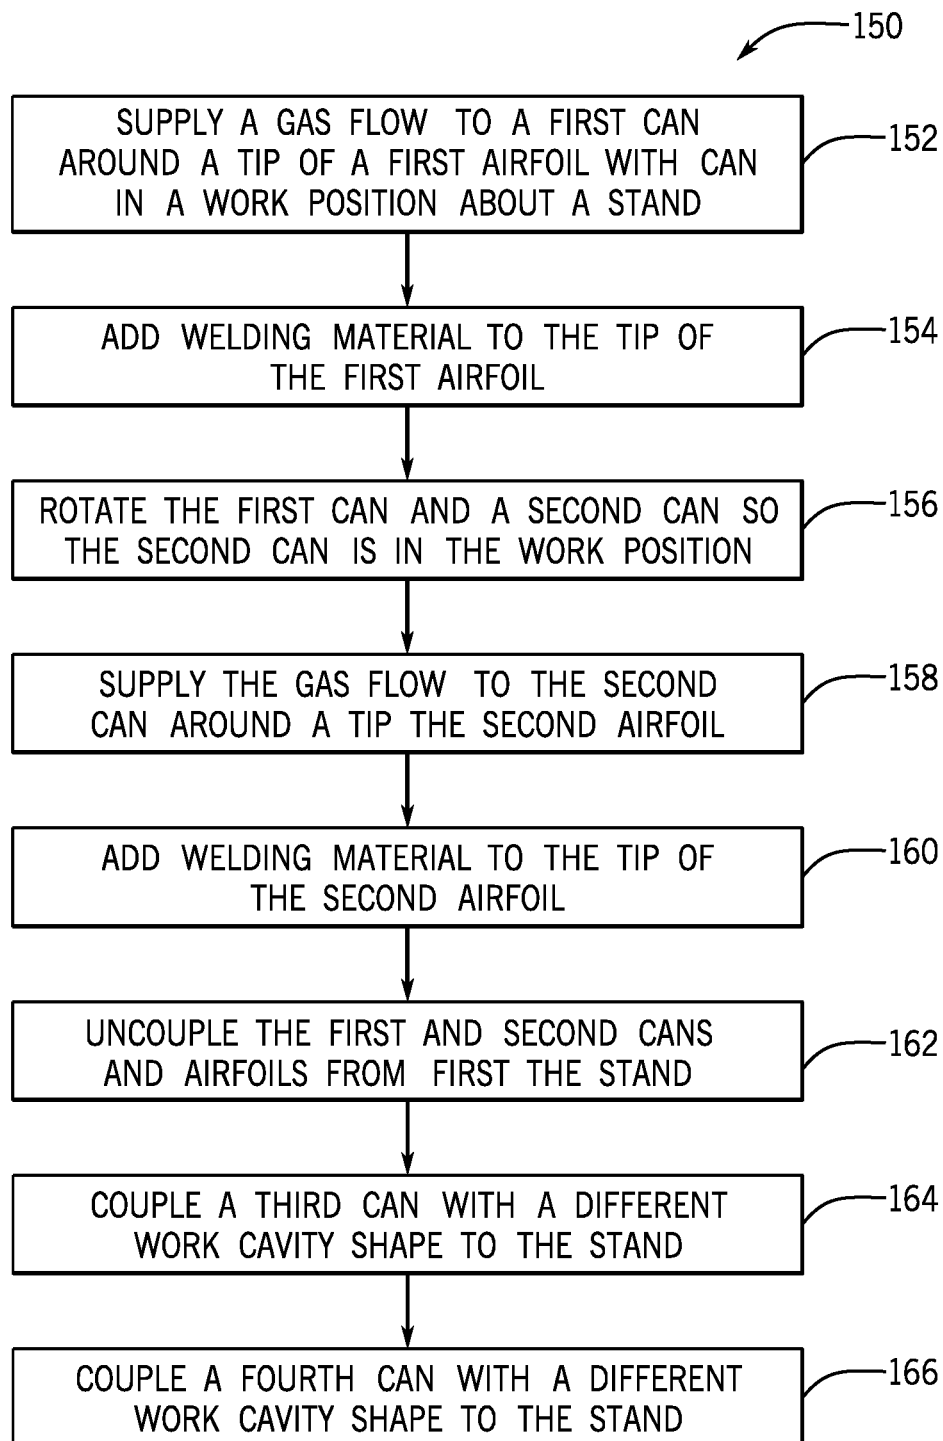 150
SUPPLY A GAS FLOW TO A FIRST CAN
AROUND A TIP OF A FIRST AIRFOIL WITH CAN
IN A WORK POSITION ABOUT A STAND
152
ADD WELDING MATERIAL TO THE TIP OF
THE FIRST AIRFOIL
154
ROTATE THE FIRST CAN AND A SECOND CAN SO
THE SECOND CAN IS IN THE WORK POSITION
156
SUPPLY THE GAS FLOW TO THE SECOND
CAN AROUND A TIP THE SECOND AIRFOIL
158
ADD WELDING MATERIAL TO THE TIP OF
THE SECOND AIRFOIL
160
UNCOUPLE THE FIRST AND SECOND CANS
AND AIRFOILS FROM FIRST THE STAND
162
COUPLE A THIRD CAN WITH A DIFFERENT
WORK CAVITY SHAPE TO THE STAND
164
COUPLE A FOURTH CAN WITH A DIFFERENT
WORK CAVITY SHAPE TO THE STAND
166